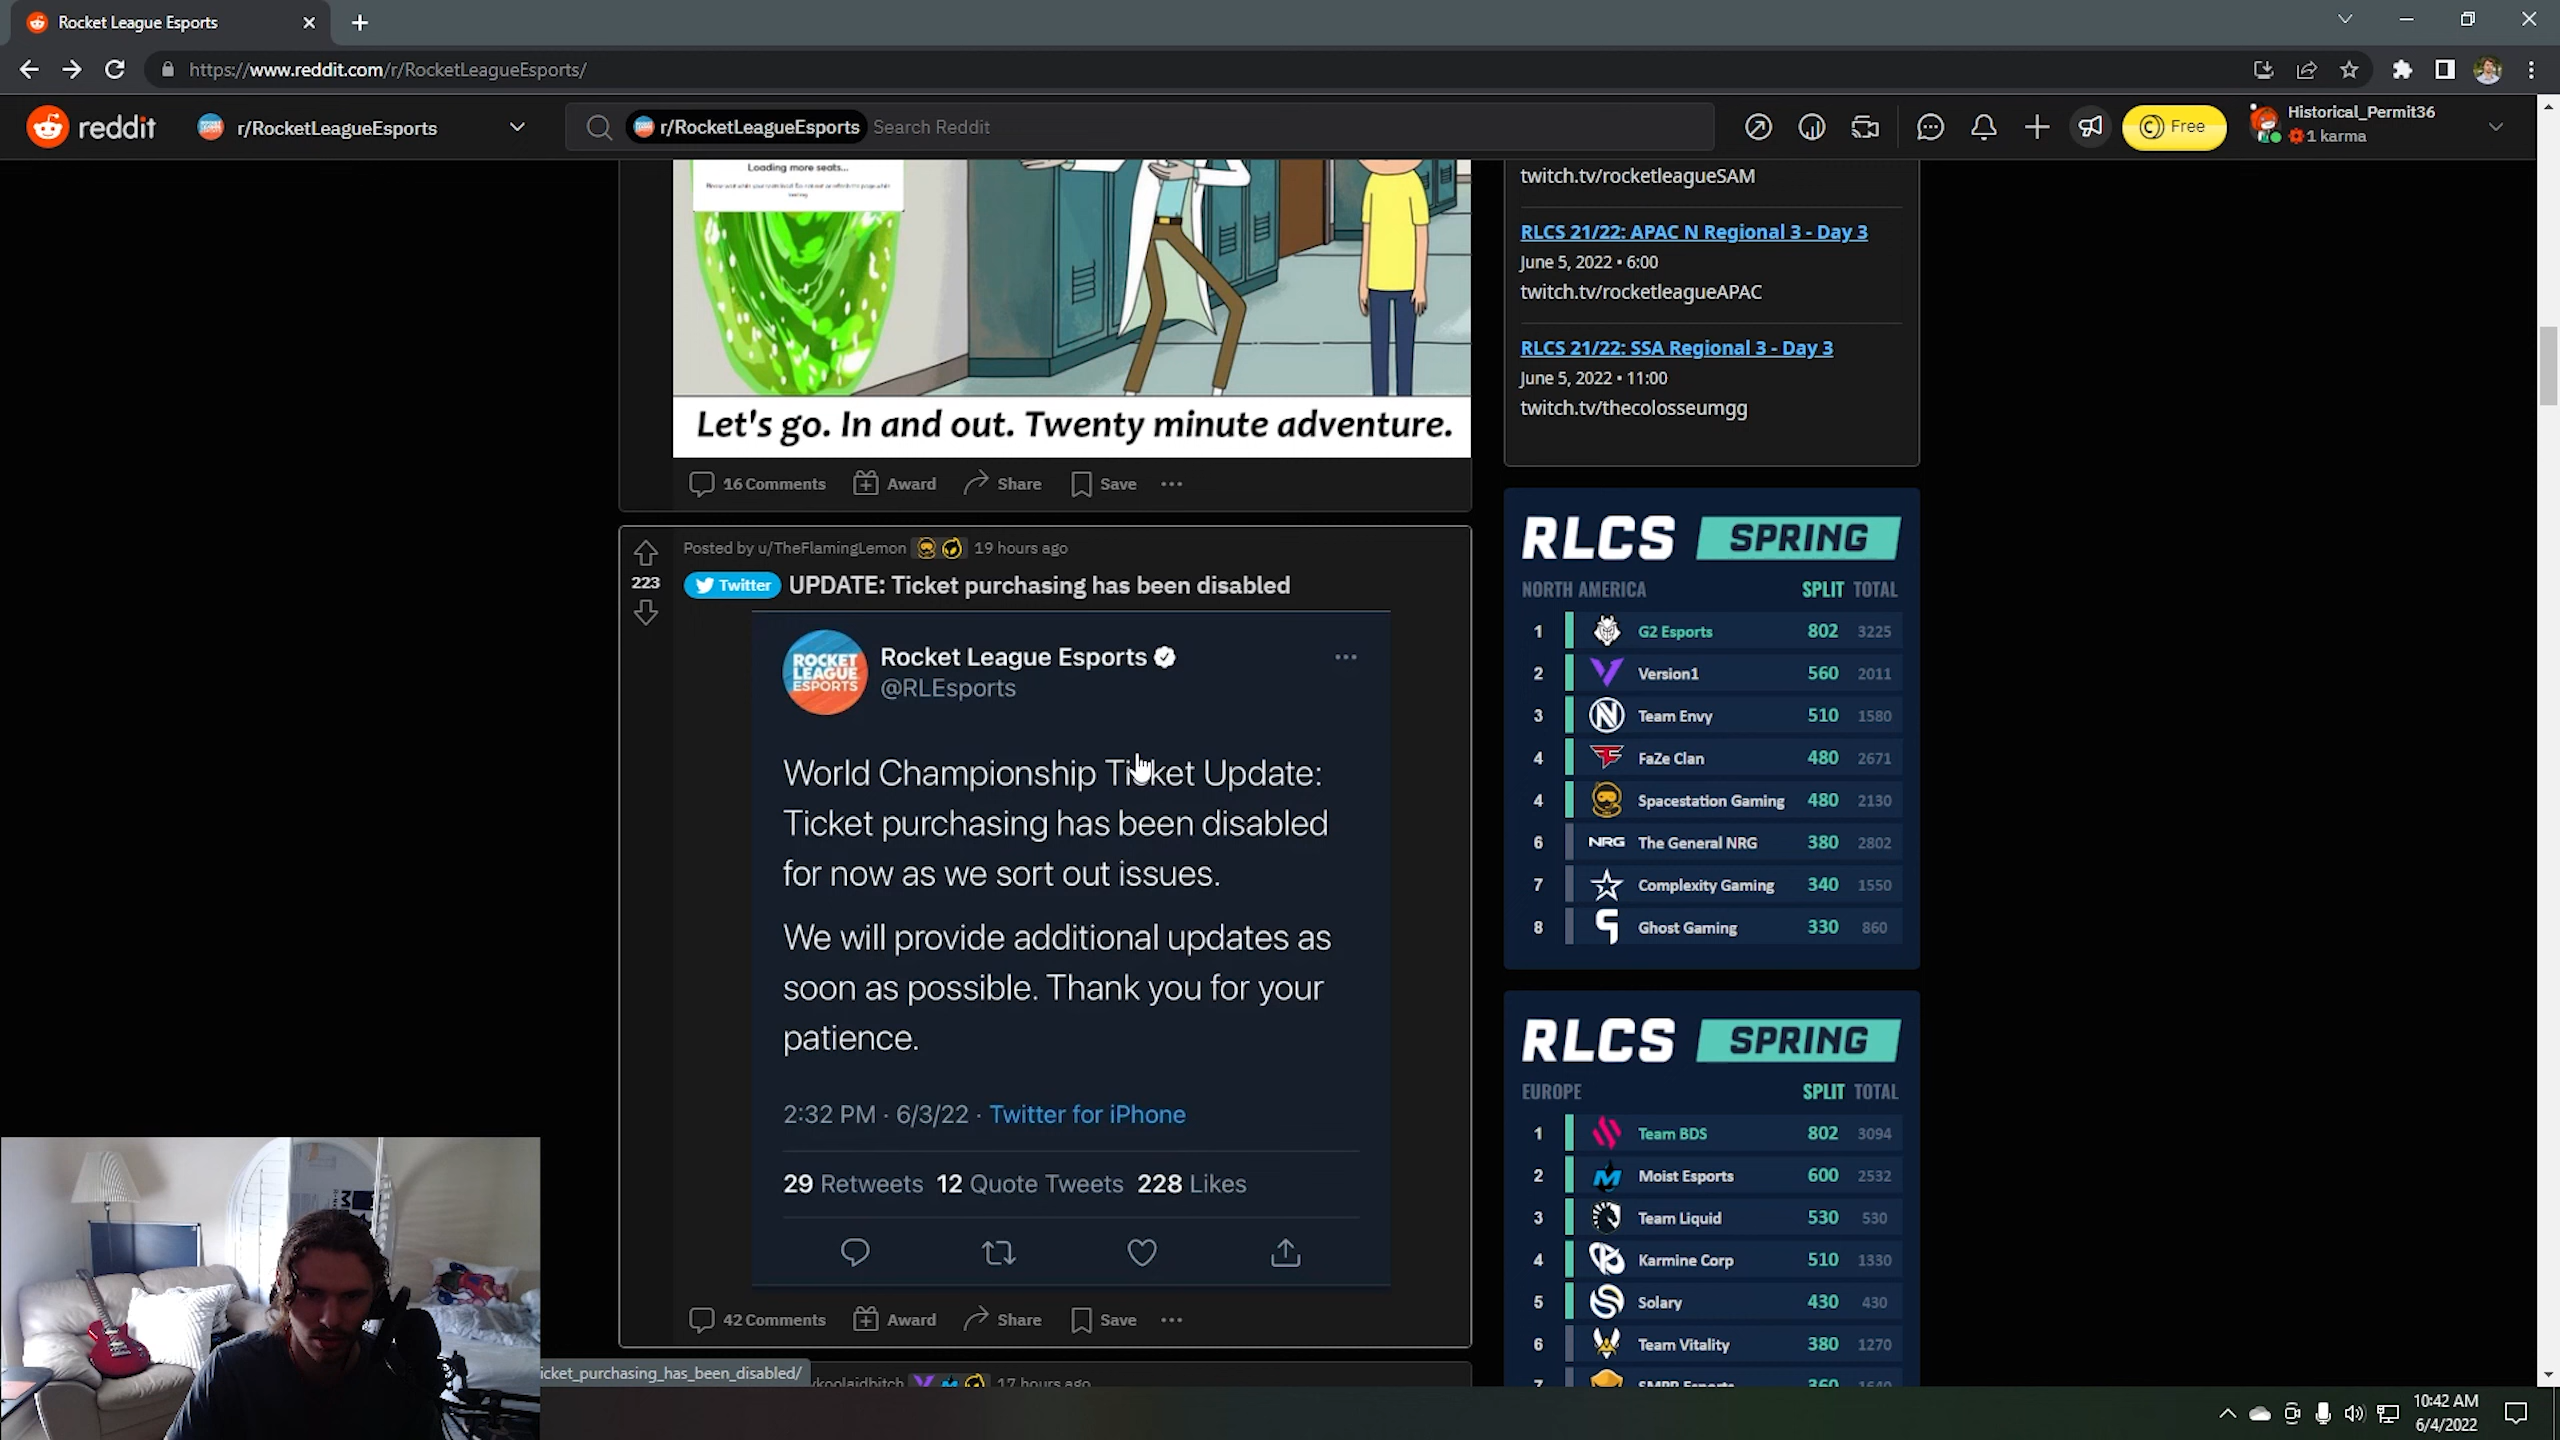 Rocket League Esports
https://www.reddit.com/r/RocketLeagueEsports/
reddit
r/RocketLeagueEsports
r/RocketLeagueEsports
Search Reddit
Free
Historical_Permit36
1 karma
Loading more seats...
Let's go. In and out. Twenty minute adventure.
16 Comments
Award
Share
Save
Posted by u/TheFlamingLemon
19 hours ago
223
Twitter
UPDATE: Ticket purchasing has been disabled
ROCKET
LEAGUE
ESPORTS
Rocket League Esports
@RLEsports
World Championship Ticket Update:
Ticket purchasing has been disabled
for now as we sort out issues.
We will provide additional updates as
soon as possible. Thank you for your
patience.
2:32 PM · 6/3/22 · Twitter for iPhone
29 Retweets 12 Quote Tweets 228 Likes
42 Comments
Award
Share
Save
icket_purchasing_has_been_disabled/
koolaidbitch
17 hours ago
twitch.tv/rocketleagueSAM
RLCS 21/22: APAC N Regional 3 - Day 3
June 5, 2022 • 6:00
twitch.tv/rocketleagueAPAC
RLCS 21/22: SSA Regional 3 - Day 3
June 5, 2022 • 11:00
twitch.tv/thecolosseumgg
RLCS SPRING
NORTH AMERICA SPLIT TOTAL
1 G2 Esports 802 3225
2 Version1 560 2011
3 Team Envy 510 1580
4 FaZe Clan 480 2671
4 Spacestation Gaming 480 2130
6 NRG The General NRG 380 2802
7 Complexity Gaming 340 1550
8 Ghost Gaming 330 860
RLCS SPRING
EUROPE SPLIT TOTAL
1 Team BDS 802 3094
2 Moist Esports 600 2532
3 Team Liquid 530 530
4 Karmine Corp 510 1330
5 Solary 430 430
6 Team Vitality 380 1270
7 SMPR Esports 360 1640
10:42 AM
6/4/2022